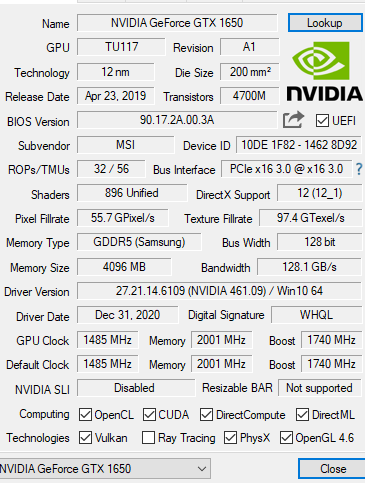 Name NVIDIA GeForce GTX 1650 Lookup
GPU TU117 Revision A1
Technology 12 nm Die Size 200 mm²
Release Date Apr 23, 2019 Transistors 4700M
NVIDIA
BIOS Version 90.17.2A.00.3A UEFI
Subvendor MSI Device ID 10DE 1F82 - 1462 8D92
ROPs/TMUs 32 / 56 Bus Interface PCIe x16 3.0 @ x16 3.0 ?
Shaders 896 Unified DirectX Support 12 (12_1)
Pixel Fillrate 55.7 GPixel/s Texture Fillrate 97.4 GTexel/s
Memory Type GDDR5 (Samsung) Bus Width 128 bit
Memory Size 4096 MB Bandwidth 128.1 GB/s
Driver Version 27.21.14.6109 (NVIDIA 461.09) / Win10 64
Driver Date Dec 31, 2020 Digital Signature WHQL
GPU Clock 1485 MHz Memory 2001 MHz Boost 1740 MHz
Default Clock 1485 MHz Memory 2001 MHz Boost 1740 MHz
NVIDIA SLI Disabled Resizable BAR Not supported
Computing OpenCL CUDA DirectCompute DirectML
Technologies Vulkan Ray Tracing PhysX OpenGL 4.6
NVIDIA GeForce GTX 1650 Close